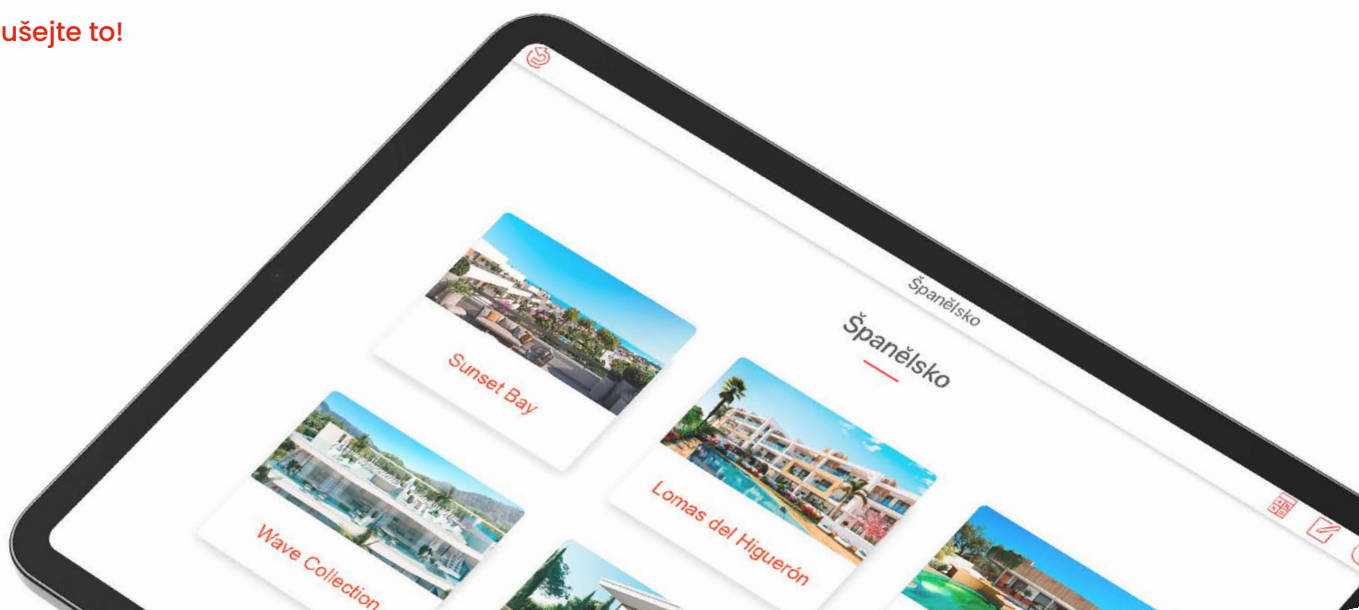 ušejte to!
Španělsko
Španělsko
Sunset Bay
Lomas del Higuerón
Wave Collection